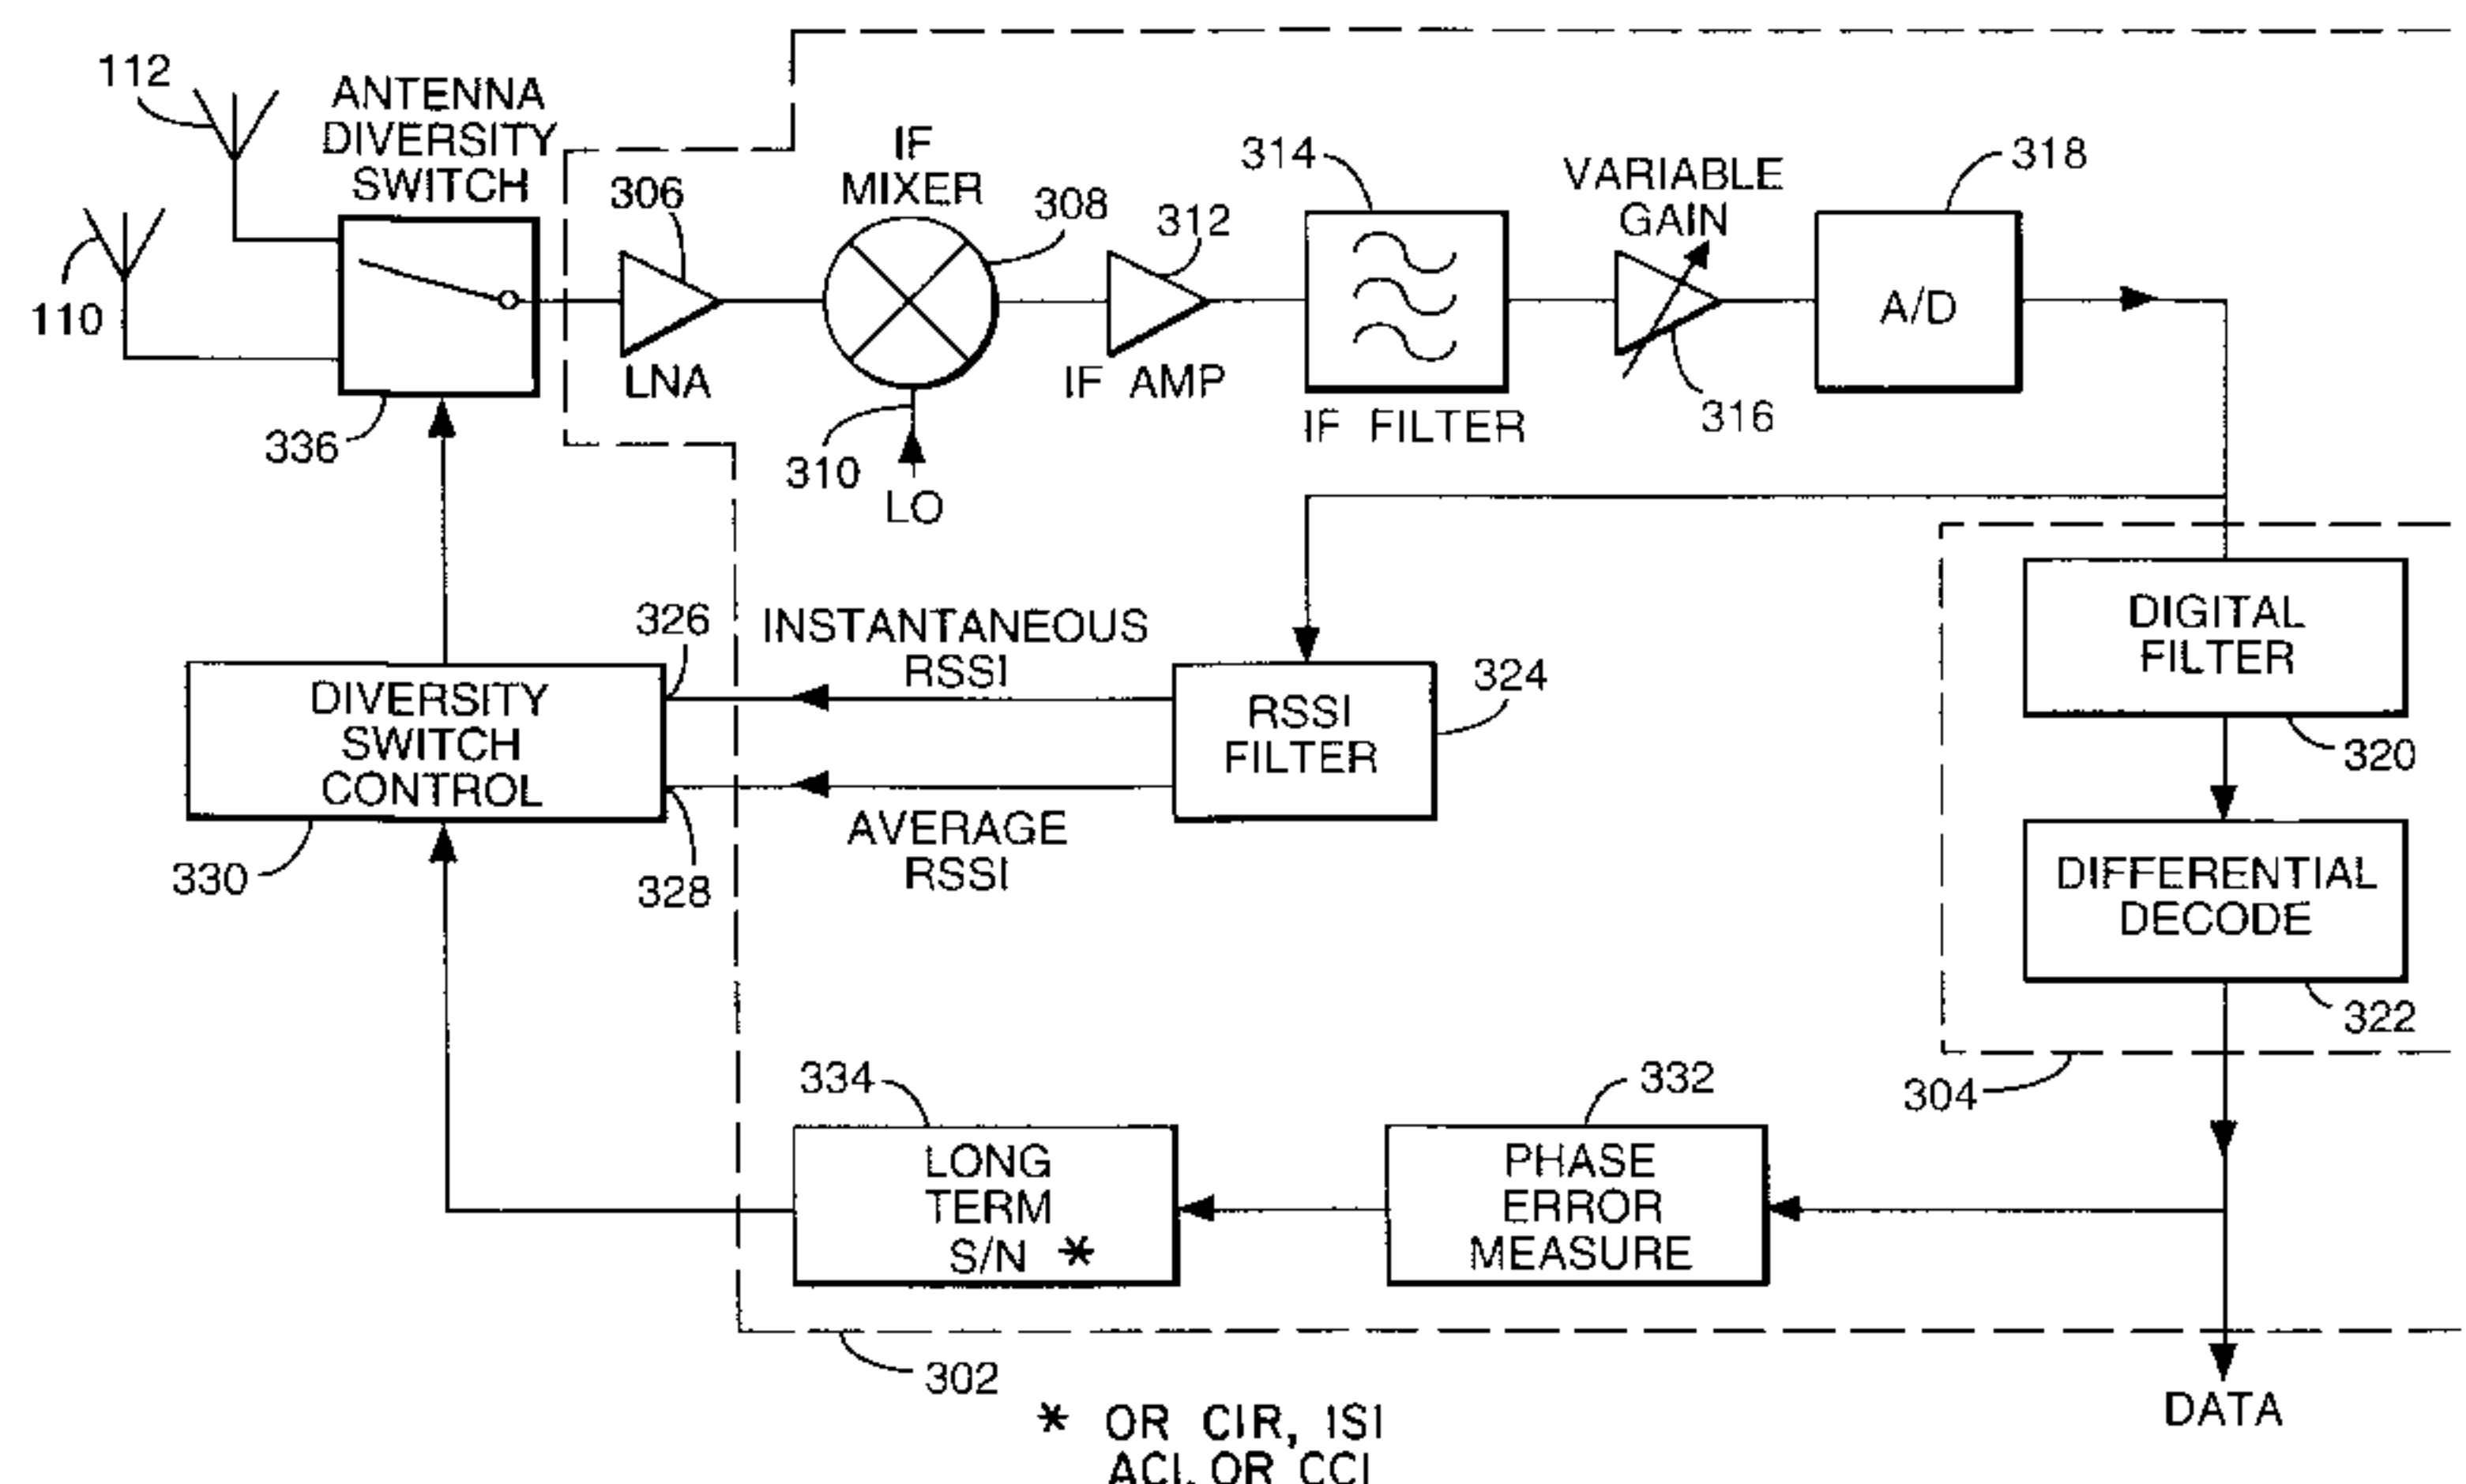 112
ANTENNA
DIVERSITY
SWITCH
110
336
306
LNA
IF
MIXER
308
310
LO
312
IF AMP
314
IF FILTER
VARIABLE
GAIN
316
318
A/D
326
INSTANTANEOUS
RSSI
RSSI
FILTER
324
DIGITAL
FILTER
320
DIVERSITY
SWITCH
CONTROL
330
328
AVERAGE
RSSI
DIFFERENTIAL
DECODE
322
304
334
LONG
TERM
S/N *
332
PHASE
ERROR
MEASURE
302
DATA
* OR CIR, ISI
ACI, OR CCI